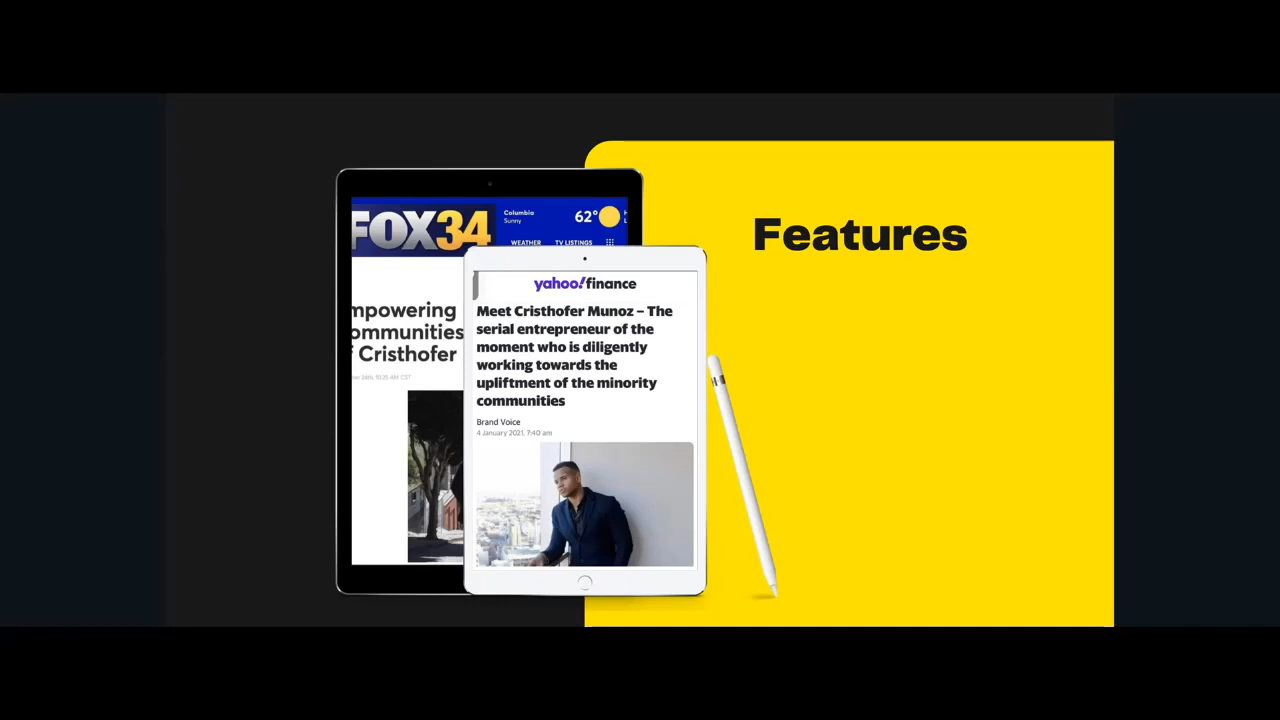 FOX34
Columbia
Sunny
62°
WEATHER
TV LISTINGS
mpowering
ommunities
f Cristhofer
yahoo!finance
Meet Cristhofer Munoz – The
serial entrepreneur of the
moment who is diligently
working towards the
upliftment of the minority
communities
Brand Voice
4 January 2021, 7:40 am
Features